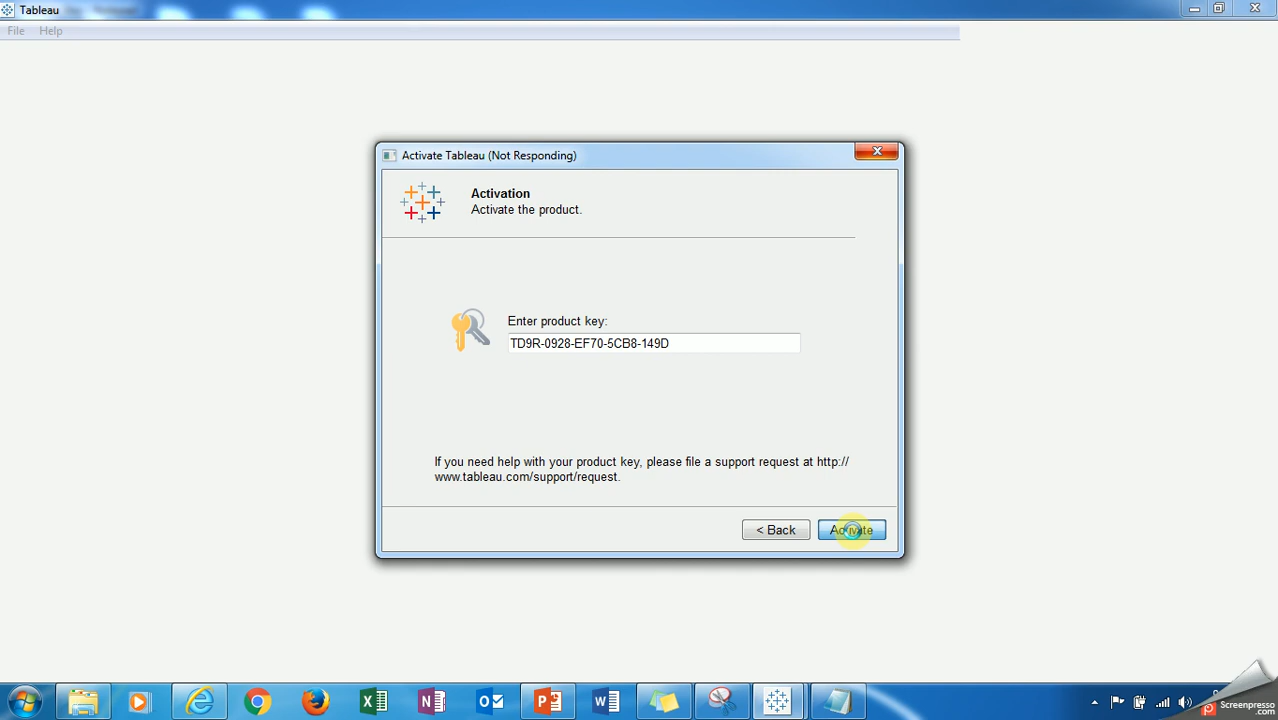 Tableau
File Help
Activate Tableau (Not Responding)
Activation
Activate the product.
Enter product key:
TD9R-0928-EF70-5CB8-149D
If you need help with your product key, please file a support request at http://
www.tableau.com/support/request.
< Back Activate
Screenpresso
.com